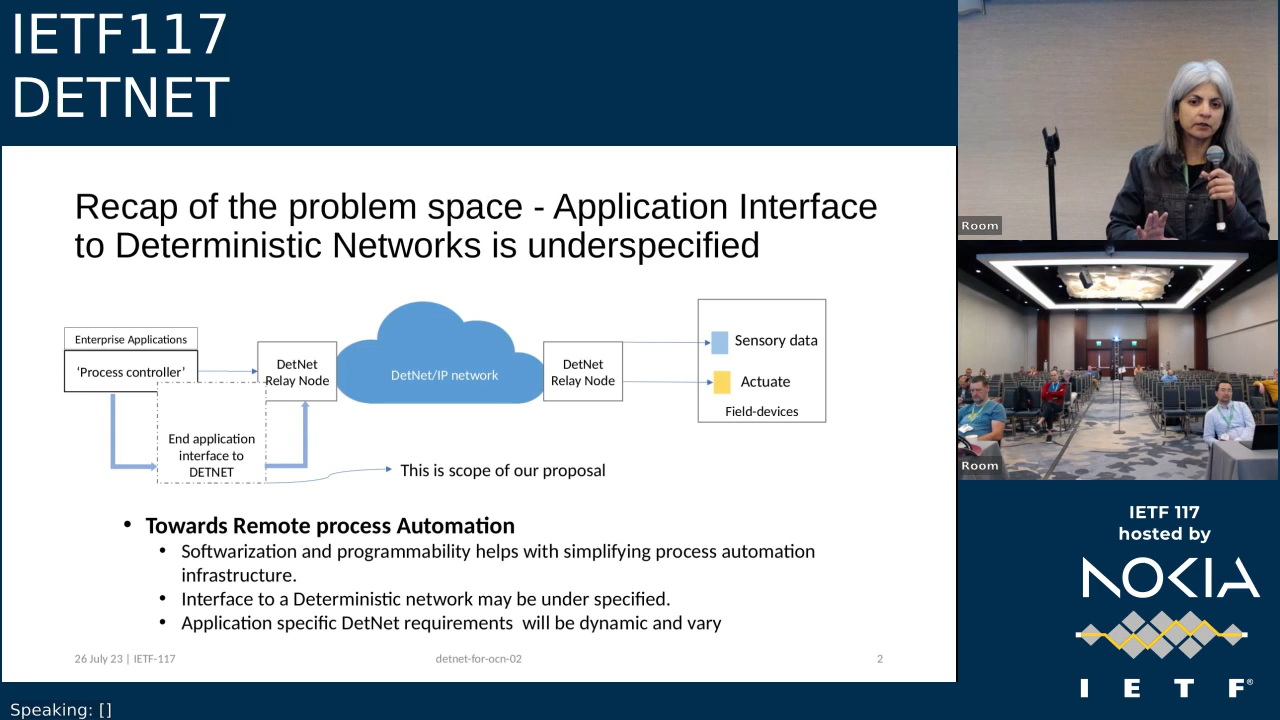 IETF117
DETNET
Recap of the problem space - Application Interface
to Deterministic Networks is underspecified
Enterprise Applications
‘Process controller’
DetNet
Relay Node
DetNet/IP network
DetNet
Relay Node
Sensory data
Actuate
Field-devices
End application
interface to
DETNET
This is scope of our proposal
• Towards Remote process Automation
• Softwarization and programmability helps with simplifying process automation
infrastructure.
• Interface to a Deterministic network may be under specified.
• Application specific DetNet requirements  will be dynamic and vary
26 July 23 | IETF-117
detnet-for-ocn-02
2
Room
Room
IETF 117
hosted by
NOKIA
I E T F®
Speaking: []